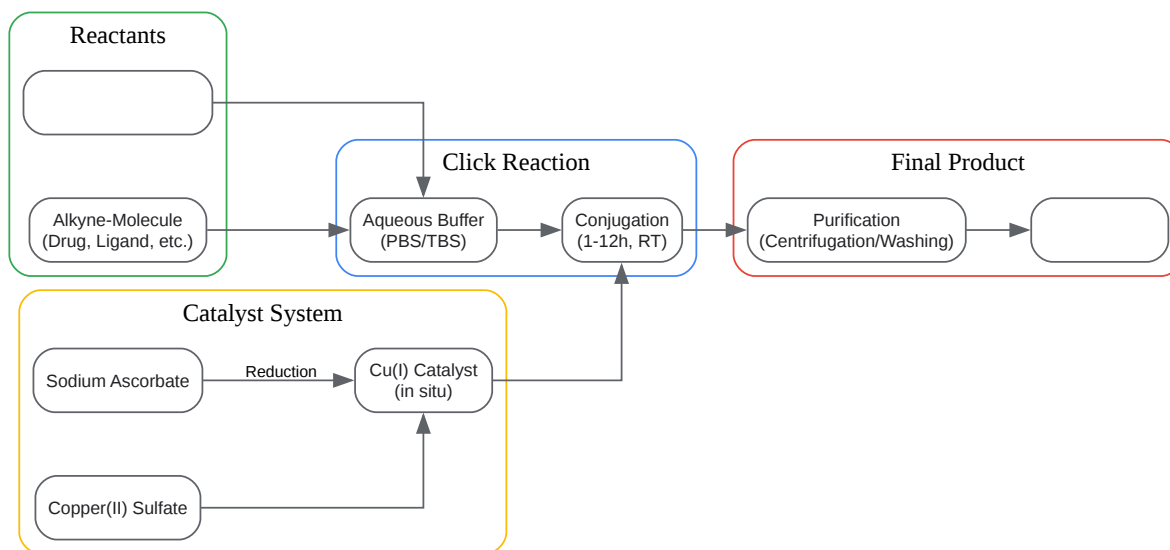 Reactants
Alkyne-Molecule
(Drug, Ligand, etc.)
Click Reaction
Aqueous Buffer
(PBS/TBS)
Conjugation
(1-12h, RT)
Final Product
Purification
(Centrifugation/Washing)
Catalyst System
Sodium Ascorbate
Reduction
Cu(I) Catalyst
(in situ)
Copper(II) Sulfate